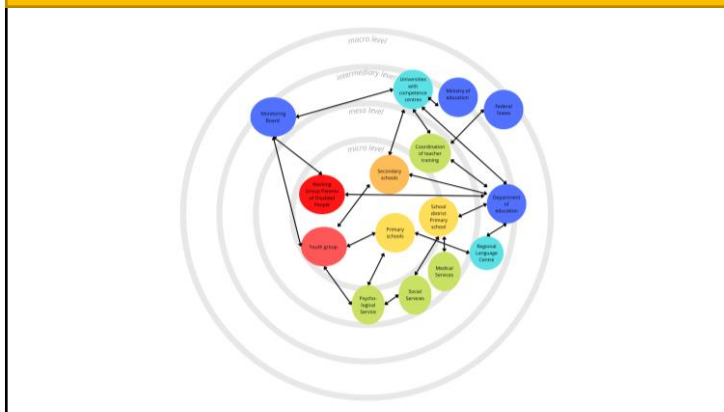 macro level
intermediary level
Universities
with
competence
centres
Ministry of
education
Federal
States
meso level
Monitoring
Board
Coordination
of teacher
training
micro level
Secondary
schools
Working
Group Parents
of Disabled
People
Department
of
education
School
district
Primary
school
Primary
schools
Youth group
Regional
Language
Centre
Medical
Services
Social
Services
Psycho-
logical
Service